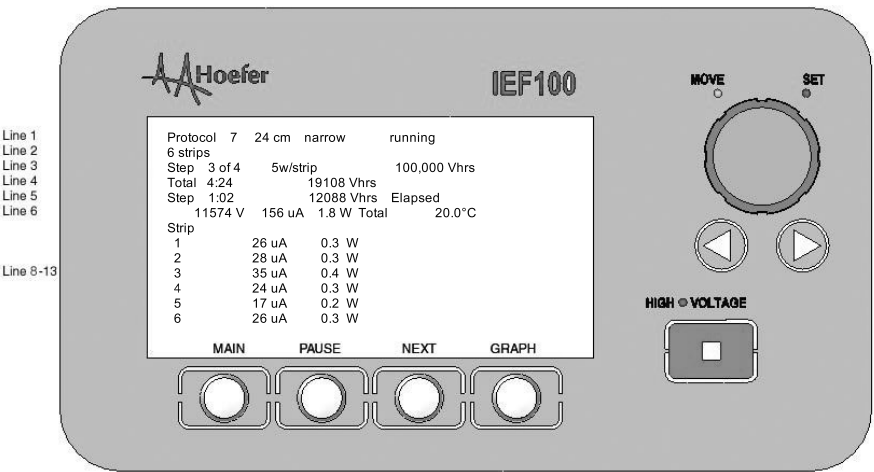 Hoefer
IEF100
MOVE SET
Line 1
Line 2
Line 3
Line 4
Line 5
Line 6
Line 8-13
Protocol 7 24 cm narrow running
6 strips
Step 3 of 4 5w/strip 100,000 Vhrs
Total 4:24 19108 Vhrs
Step 1:02 12088 Vhrs Elapsed
11574 V 156 uA 1.8 W Total 20.0°C
Strip
1 26 uA 0.3 W
2 28 uA 0.3 W
3 35 uA 0.4 W
4 24 uA 0.3 W
5 17 uA 0.2 W
6 26 uA 0.3 W
HIGH VOLTAGE
MAIN PAUSE NEXT GRAPH